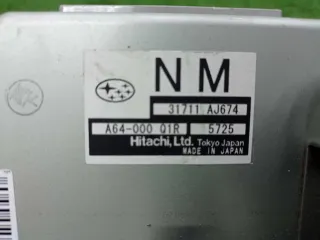 NM
31711 AJ674
A64-000 Q1R 5725
Hitachi, Ltd. Tokyo Japan
MADE IN JAPAN